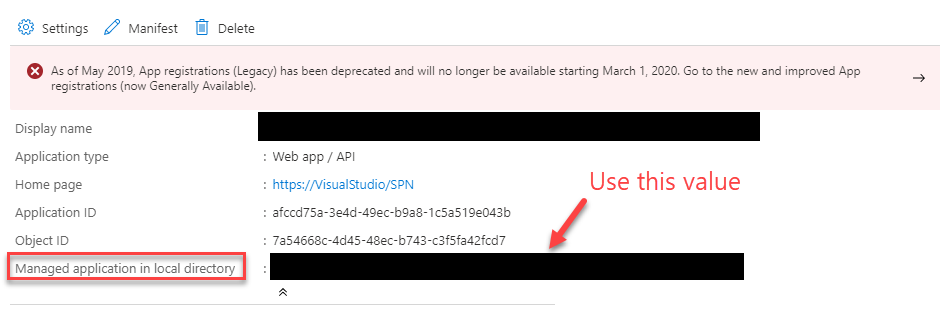 Settings Manifest Delete
As of May 2019, App registrations (Legacy) has been deprecated and will no longer be available starting March 1, 2020. Go to the new and improved App
registrations (now Generally Available).
Display name
Application type : Web app / API
Home page : https://VisualStudio/SPN
Use this value
Application ID : afccd75a-3e4d-49ec-b9a8-1c5a519e043b
Object ID : 7a54668c-4d45-48ec-b743-c3f5fa42fcd7
Managed application in local directory :